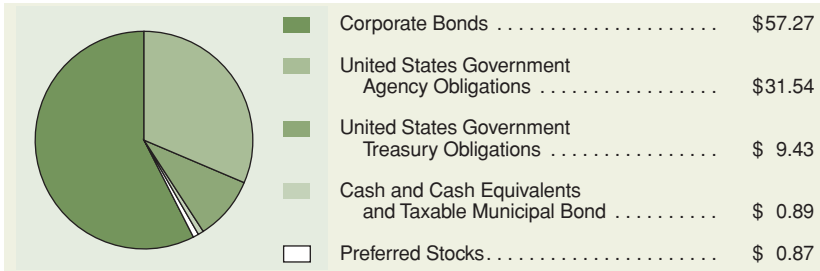 Corporate Bonds . . . . . . . . . . . . . . . . . . . . . . $57.27
United States Government
Agency Obligations . . . . . . . . . . . . . . . . . $31.54
United States Government
Treasury Obligations . . . . . . . . . . . . . . . . $ 9.43
Cash and Cash Equivalents
and Taxable Municipal Bond . . . . . . . . . . $ 0.89
Preferred Stocks. . . . . . . . . . . . . . . . . . . . . . . $ 0.87